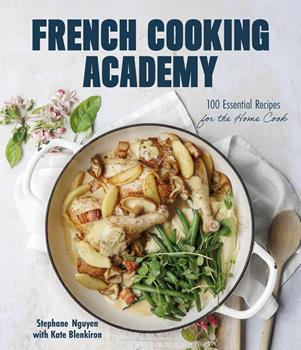 FRENCH COOKING
ACADEMY
100 Essential Recipes
for the Home Cook
Stephane Nguyen
with Kate Blenkiron